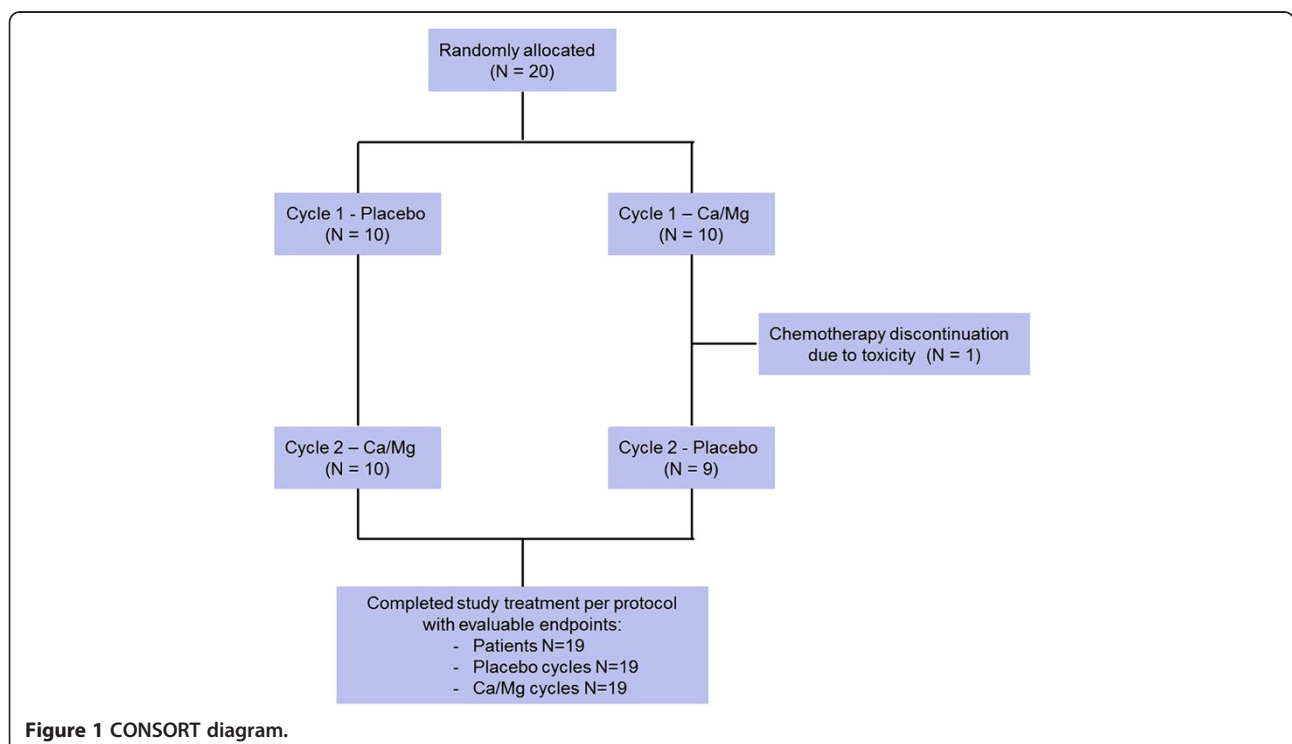 Randomly allocated
(N = 20)
Cycle 1 - Placebo
(N = 10)
Cycle 1 – Ca/Mg
(N = 10)
Chemotherapy discontinuation
due to toxicity (N = 1)
Cycle 2 – Ca/Mg
(N = 10)
Cycle 2 - Placebo
(N = 9)
Completed study treatment per protocol
with evaluable endpoints:
- Patients N=19
- Placebo cycles N=19
- Ca/Mg cycles N=19
Figure 1 CONSORT diagram.